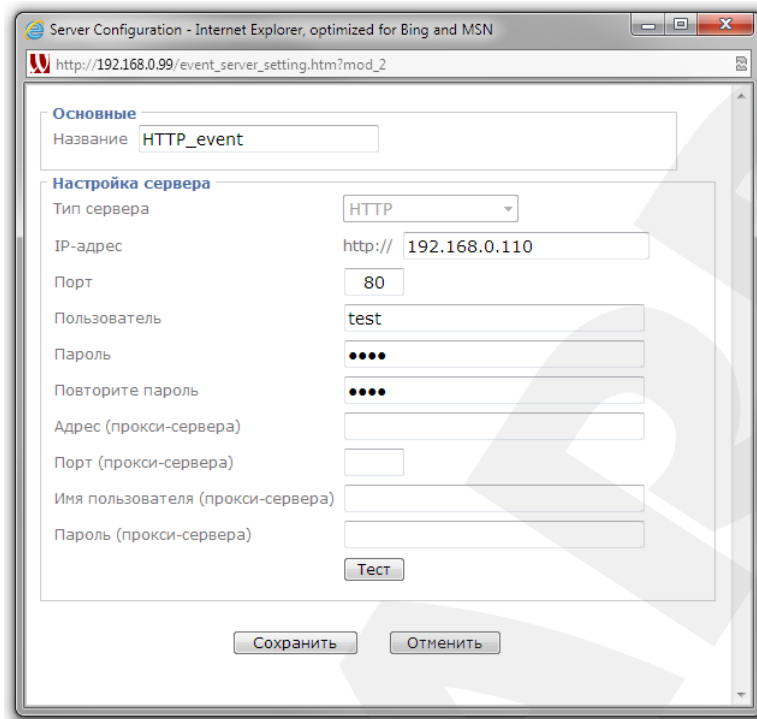 Server Configuration - Internet Explorer, optimized for Bing and MSN
http://192.168.0.99/event_server_setting.htm?mod_2
Основные
Название HTTP_event
Настройка сервера
Тип сервера HTTP
IP-адрес http:// 192.168.0.110
Порт 80
Пользователь test
Пароль ••••
Повторите пароль ••••
Адрес (прокси-сервера)
Порт (прокси-сервера)
Имя пользователя (прокси-сервера)
Пароль (прокси-сервера)
Тест
Сохранить Отменить